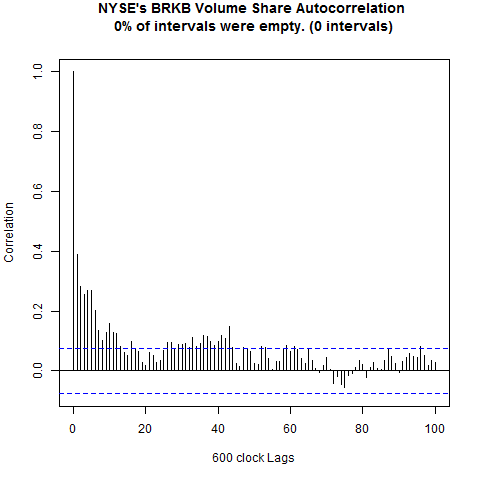 NYSE's BRKB Volume Share Autocorrelation
0% of intervals were empty. (0 intervals)
1.0
0.8
0.6
0.4
0.2
0.0
Correlation
0 20 40 60 80 100
600 clock Lags